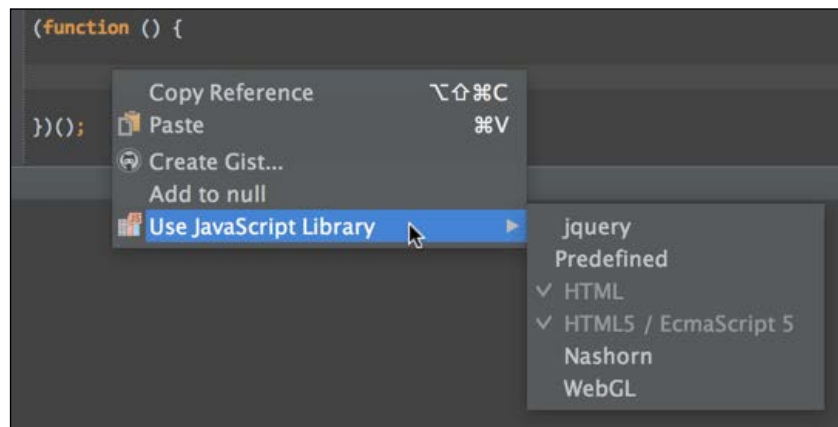 (function () {
Copy Reference ⌥⇧⌘C
})();
Paste ⌘V
Create Gist...
Add to null
Use JavaScript Library
jquery
Predefined
HTML
HTML5 / EcmaScript 5
Nashorn
WebGL